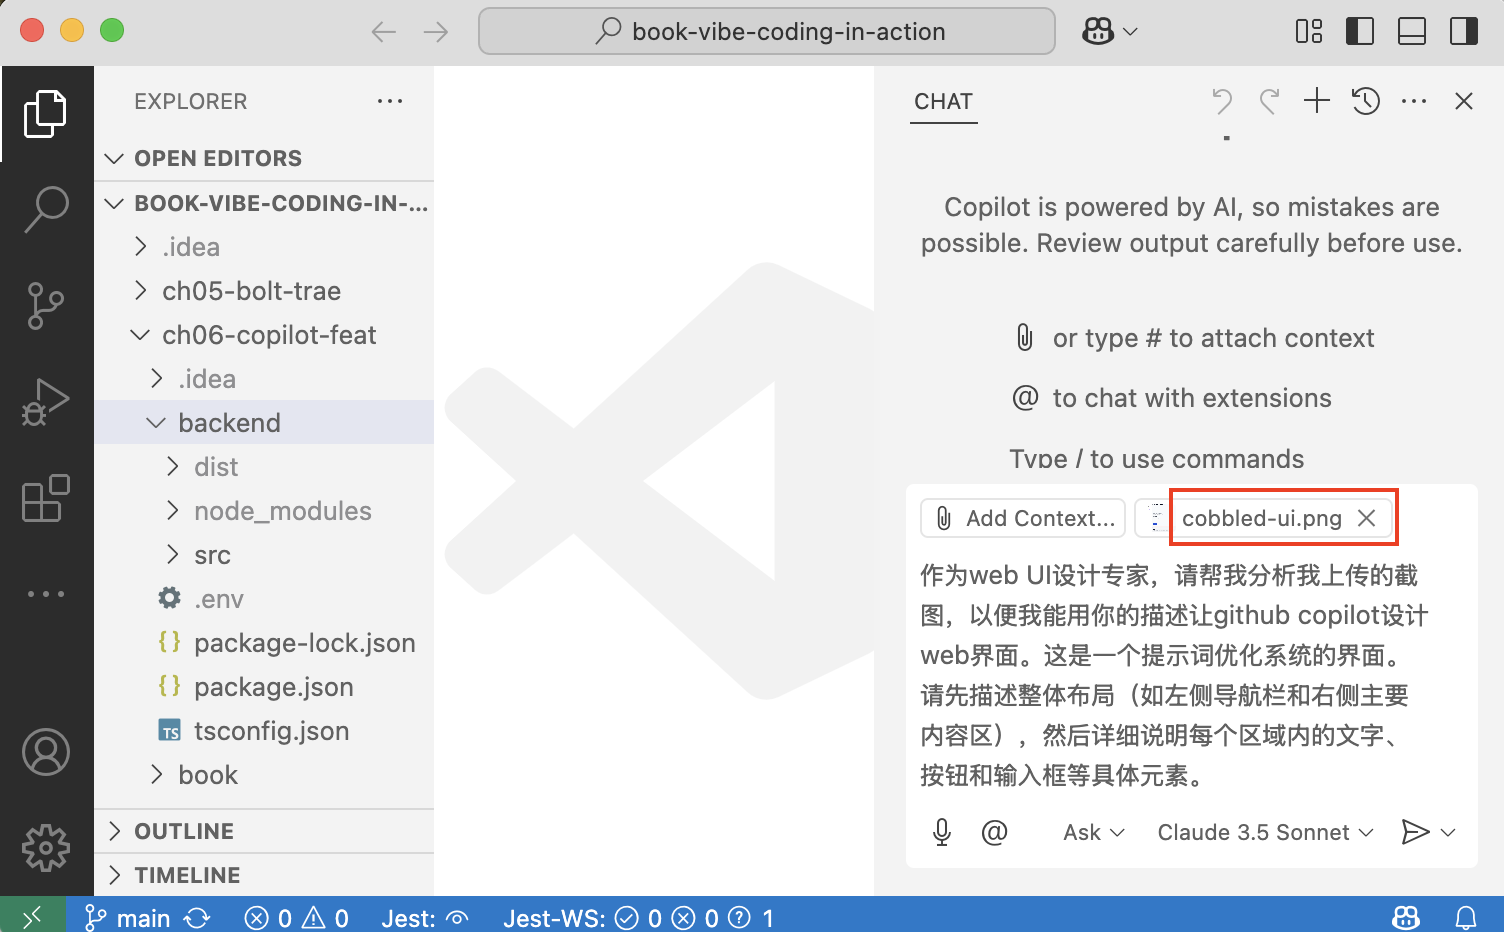 book-vibe-coding-in-action
EXPLORER
OPEN EDITORS
BOOK-VIBE-CODING-IN-...
.idea
ch05-bolt-trae
ch06-copilot-feat
.idea
backend
dist
node_modules
src
.env
package-lock.json
package.json
TS
tsconfig.json
book
OUTLINE
TIMELINE
CHAT
Copilot is powered by AI, so mistakes are
possible. Review output carefully before use.
or type # to attach context
@ to chat with extensions
Type / to use commands
Add Context...
cobbled-ui.png
作为web UI设计专家，请帮我分析我上传的截
图，以便我能用你的描述让github copilot设计
web界面。这是一个提示词优化系统的界面。
请先描述整体布局（如左侧导航栏和右侧主要
内容区），然后详细说明每个区域内的文字、
按钮和输入框等具体元素。
@ Ask Claude 3.5 Sonnet
main 0 0 Jest: Jest-WS: 0 0 1